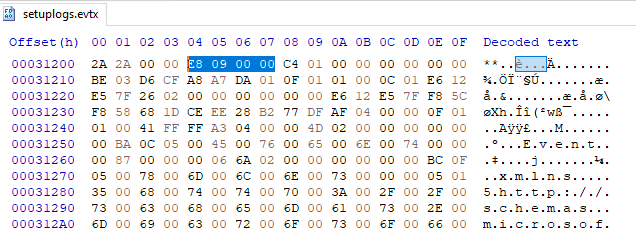 setuplogs.evtx
Offset(h) 00 01 02 03 04 05 06 07 08 09 0A 0B 0C 0D 0E 0F Decoded text
00031200 2A 2A 00 00 E8 09 00 00 C4 01 00 00 00 00 00 00 **..è...Ä.......
00031210 BE 03 D6 CF A8 A7 DA 01 0F 01 01 00 0C 01 E6 12 ¾.ÖÏ¨§Ú.......æ.
00031220 E5 7F 26 02 00 00 00 00 00 00 E6 12 E5 7F F8 5C å.&.......æ.å.ø\
00031230 F8 58 68 1D CE EE 28 B2 77 DF AF 04 00 00 0F 01 øXh.Îî(²wß¯.....
00031240 01 00 41 FF FF A3 04 00 00 4D 02 00 00 00 00 00 ..Aÿÿ£...M......
00031250 00 BA 0C 05 00 45 00 76 00 65 00 6E 00 74 00 00 .º...E.v.e.n.t..
00031260 00 87 00 00 00 06 6A 02 00 00 00 00 00 00 BC 0F .‡....j.......¼.
00031270 05 00 78 00 6D 00 6C 00 6E 00 73 00 00 00 05 01 ..x.m.l.n.s.....
00031280 35 00 68 00 74 00 74 00 70 00 3A 00 2F 00 2F 00 5.h.t.t.p.:././.
00031290 73 00 63 00 68 00 65 00 6D 00 61 00 73 00 2E 00 s.c.h.e.m.a.s...
000312A0 6D 00 69 00 63 00 72 00 6F 00 73 00 6F 00 66 00 m.i.c.r.o.s.o.f.